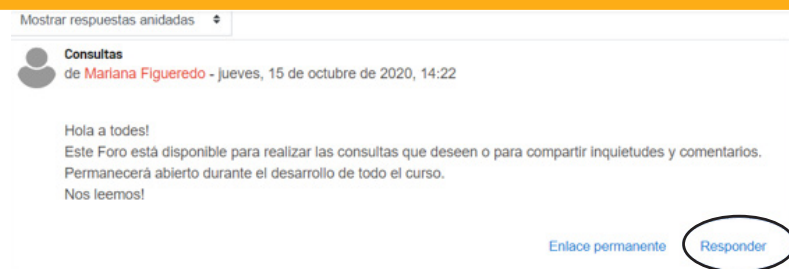 Mostrar respuestas anidadas
Consultas
de Mariana Figueredo - jueves, 15 de octubre de 2020, 14:22
Hola a todes!
Este Foro está disponible para realizar las consultas que deseen o para compartir inquietudes y comentarios.
Permanecerá abierto durante el desarrollo de todo el curso.
Nos leemos!
Enlace permanente Responder